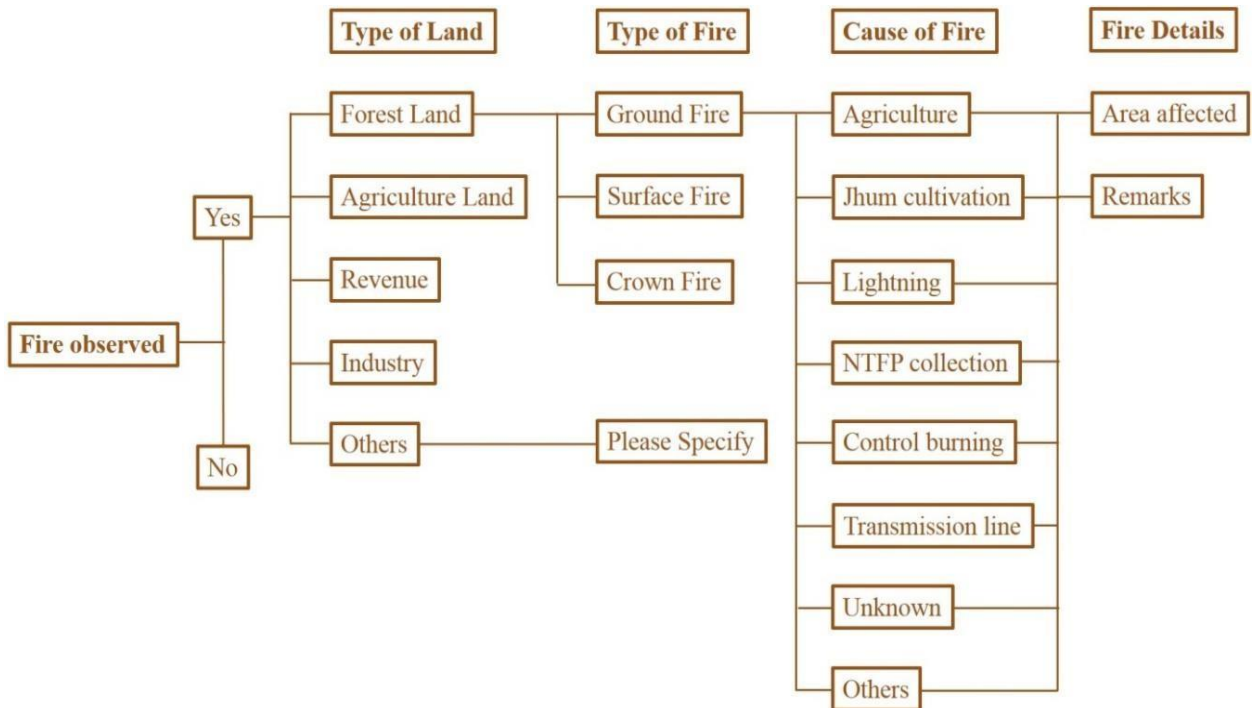 Type of Land
Type of Fire
Cause of Fire
Fire Details
Forest Land
Ground Fire
Agriculture
Area affected
Yes
Agriculture Land
Surface Fire
Jhum cultivation
Remarks
Revenue
Crown Fire
Lightning
Fire observed
Industry
NTFP collection
No
Others
Please Specify
Control burning
Transmission line
Unknown
Others